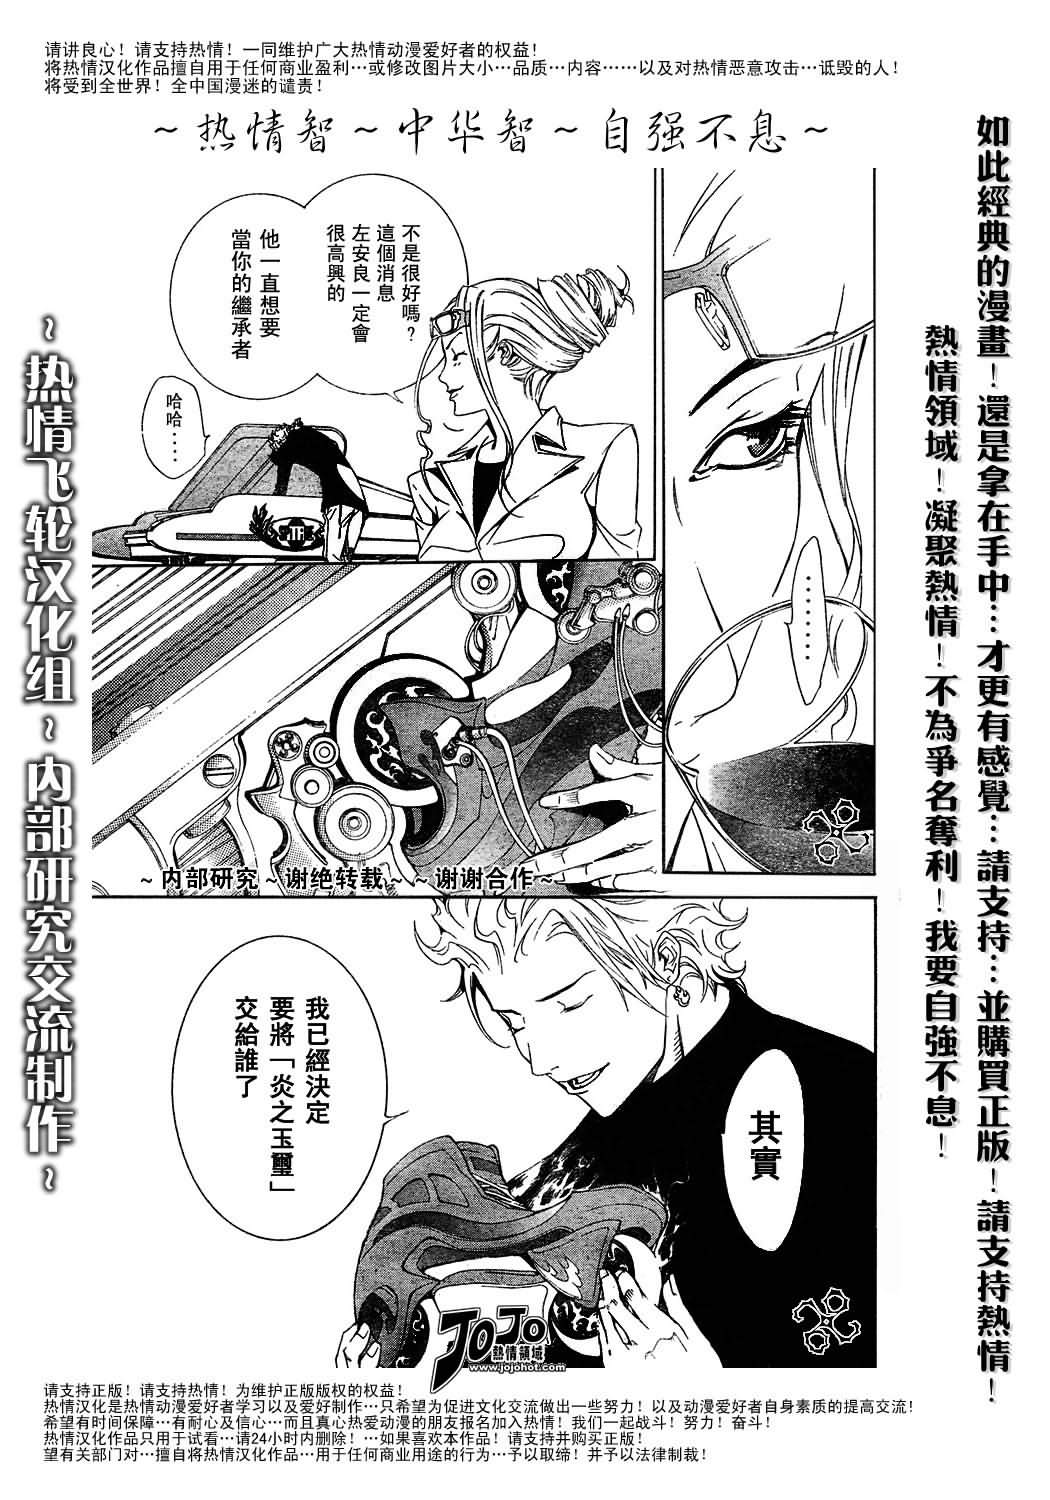 请讲良心！请支持热情！一同维护广大热情动漫爱好者的权益！
将热情汉化作品擅自用于任何商业盈利…或修改图片大小…品质…内容……以及对热情恶意攻击…诋毁的人！
将受到全世界！全中国漫迷的谴责！
～热情智～中华智～自强不息～
如此經典的漫畫！還是拿在手中…才更有感覺…請支持…並購買正版！請支持熱情！
熱情領域！凝聚熱情！不為爭名奪利！我要自強不息！
～热情飞轮汉化组～内部研究交流制作～
不是很好嗎？
這個消息
左安良一定會
很高興的
他一直想要
當你的繼承者
哈
哈……
………
～内部研究～谢绝转载～～谢谢合作～
其實
我已經決定
要將「炎之玉璽」
交給誰了
JOJO
熱情領域
www.jojohot.com
请支持正版！请支持热情！为维护正版版权的权益！
热情汉化是热情动漫爱好者学习以及爱好制作…只希望为促进文化交流做出一些努力！以及动漫爱好者自身素质的提高交流！
希望有时间保障…有耐心及信心…而且真心热爱动漫的朋友报名加入热情！我们一起战斗！努力！奋斗！
热情汉化作品只用于试看…请24小时内删除！…如果喜欢本作品！请支持并购买正版！
望有关部门对…擅自将热情汉化作品…用于任何商业用途的行为…予以取缔！并予以法律制裁！